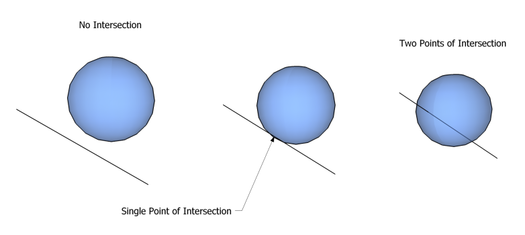 No Intersection
Two Points of Intersection
Single Point of Intersection